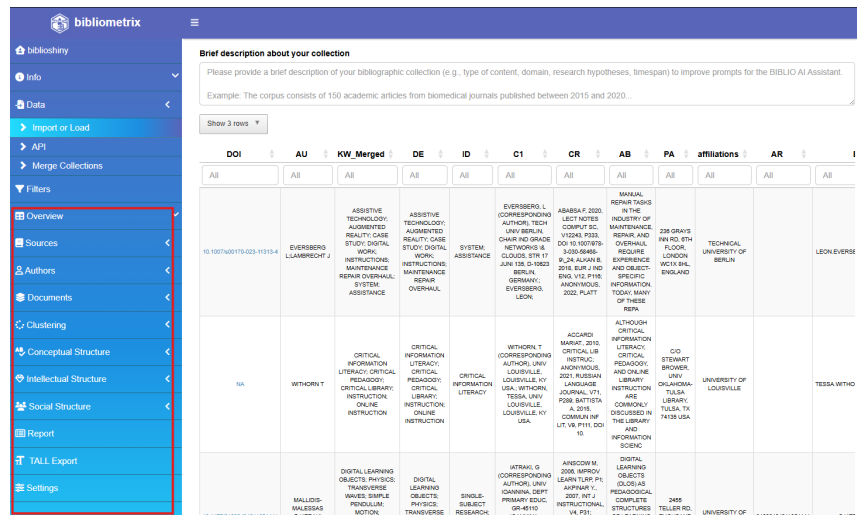 bibliometrix
biblioshiny
Info
Data
Import or Load
API
Merge Collections
Filters
Overview
Sources
Authors
Documents
Clustering
Conceptual Structure
Intellectual Structure
Social Structure
Report
TALL Export
Settings
Brief description about your collection
Please provide a brief description of your bibliographic collection (e.g., type of content, domain, research hypotheses, timespan) to improve prompts for the BIBLIO AI Assistant.
Example: The corpus consists of 150 academic articles from biomedical journals published between 2015 and 2020...
Show 3 rows
DOI AU KW_Merged DE ID C1 CR AB PA affiliations AR
All All All All All All All All All All All All
10.1007/s00170-023-11313-4
EVERSBERG
L;LAMBRECHT J
ASSISTIVE
TECHNOLOGY;
AUGMENTED
REALITY; CASE
STUDY; DIGITAL
WORK;
INSTRUCTIONS;
MAINTENANCE
REPAIR OVERHAUL;
SYSTEM;
ASSISTANCE
ASSISTIVE
TECHNOLOGY;
AUGMENTED
REALITY; CASE
STUDY; DIGITAL
WORK;
INSTRUCTIONS;
MAINTENANCE
REPAIR
OVERHAUL
SYSTEM;
ASSISTANCE
EVERSBERG, L
(CORRESPONDING
AUTHOR), TECH
UNIV BERLIN,
CHAIR IND GRADE
NETWORKS &
CLOUDS, STR 17
JUNI 135, D-10623
BERLIN,
GERMANY.;
EVERSBERG,
LEON;
ABABSA F, 2020,
LECT NOTES
COMPUT SC,
V12243, P333,
DOI 10.1007/978-
3-030-58468-
9\_24; ALKAN B,
2018, EUR J IND
ENG, V12, P116;
ANONYMOUS,
2022, PLATT
MANUAL
REPAIR TASKS
IN THE
INDUSTRY OF
MAINTENANCE,
REPAIR, AND
OVERHAUL
REQUIRE
EXPERIENCE
AND OBJECT-
SPECIFIC
INFORMATION.
TODAY, MANY
OF THESE
REPA
236 GRAYS
INN RD, 6TH
FLOOR,
LONDON
WC1X 8HL,
ENGLAND
TECHNICAL
UNIVERSITY OF
BERLIN
LEON.EVERSE
NA
WITHORN T
CRITICAL
INFORMATION
LITERACY; CRITICAL
PEDAGOGY;
CRITICAL LIBRARY;
INSTRUCTION;
ONLINE
INSTRUCTION
CRITICAL
INFORMATION
LITERACY;
CRITICAL
PEDAGOGY;
CRITICAL
LIBRARY;
INSTRUCTION;
ONLINE
INSTRUCTION
CRITICAL
INFORMATION
LITERACY
WITHORN, T
(CORRESPONDING
AUTHOR), UNIV
LOUISVILLE,
LOUISVILLE, KY
USA.; WITHORN,
TESSA, UNIV
LOUISVILLE,
LOUISVILLE, KY
USA.
ACCARDI
MARIAT., 2010,
CRITICAL LIB
INSTRUC;
ANONYMOUS,
2021, RUSSIAN
LANGUAGE
JOURNAL, V71,
P289; BATTISTA
A, 2015,
COMMUN INF
LIT, V9, P111, DOI
10.
ALTHOUGH
CRITICAL
INFORMATION
LITERACY,
CRITICAL
PEDAGOGY,
AND ONLINE
LIBRARY
INSTRUCTION
ARE
COMMONLY
DISCUSSED IN
THE LIBRARY
AND
INFORMATION
SCIENC
C/O
STEWART
BROWER,
UNIV
OKLAHOMA-
TULSA
LIBRARY,
TULSA, TX
74135 USA
UNIVERSITY OF
LOUISVILLE
TESSA.WITHO
MALLIDIS-
MALESSAS
DIGITAL LEARNING
OBJECTS; PHYSICS;
TRANSVERSE
WAVES; SIMPLE
PENDULUM;
MOTION;
DIGITAL
LEARNING
OBJECTS;
PHYSICS;
TRANSVERSE
SINGLE-
SUBJECT
RESEARCH;
IATRAKI, G
(CORRESPONDING
AUTHOR), UNIV
IOANNINA, DEPT
PRIMARY EDUC,
GR-45110
AINSCOW M,
2006, IMPROV
LEARN TLRP, P1;
AKPINAR Y.,
2007, INT J
INSTRUCTIONAL,
V4, P31;
DIGITAL
LEARNING
OBJECTS
(DLOS) AS
PEDAGOGICAL
COMPLETE
STRUCTURES
2455
TELLER RD,
UNIVERSITY OF